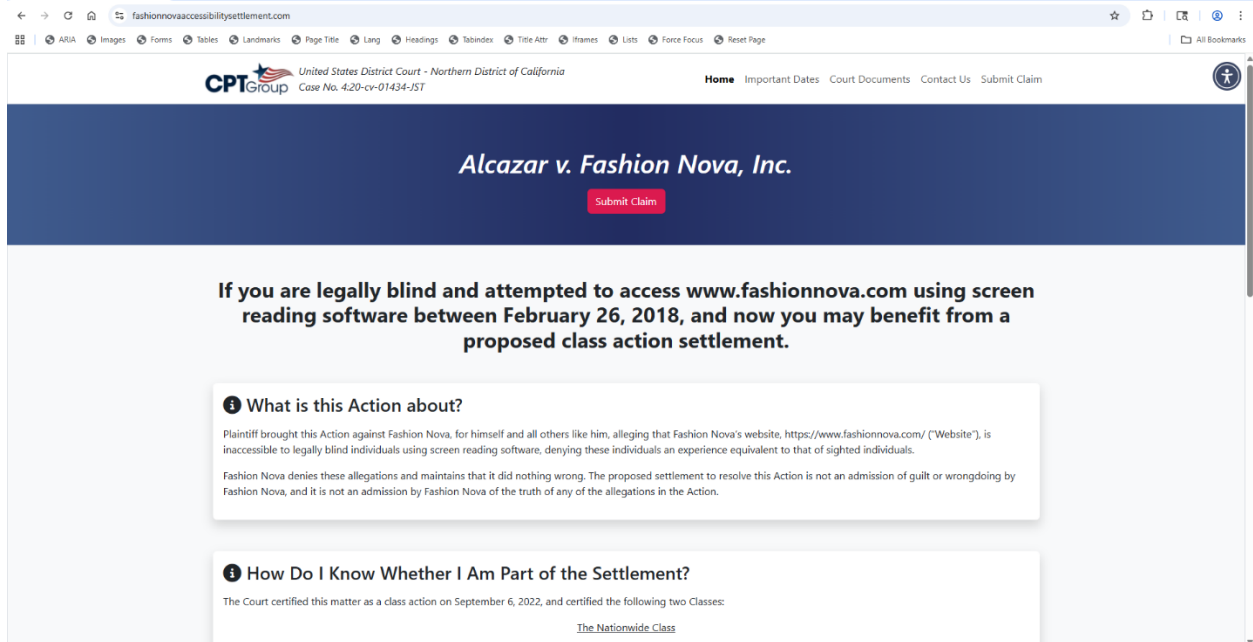 fashionnovaaccessibilitysettlement.com
ARIA Images Forms Tables Landmarks Page Title Lang Headings Tabindex Title Attr Iframes Lists Force Focus Reset Page All Bookmarks
CPTGroup
United States District Court - Northern District of California
Case No. 4:20-cv-01434-JST
Home Important Dates Court Documents Contact Us Submit Claim
Alcazar v. Fashion Nova, Inc.
Submit Claim
If you are legally blind and attempted to access www.fashionnova.com using screen
reading software between February 26, 2018, and now you may benefit from a
proposed class action settlement.
What is this Action about?
Plaintiff brought this Action against Fashion Nova, for himself and all others like him, alleging that Fashion Nova's website, https://www.fashionnova.com/ ("Website"), is
inaccessible to legally blind individuals using screen reading software, denying these individuals an experience equivalent to that of sighted individuals.
Fashion Nova denies these allegations and maintains that it did nothing wrong. The proposed settlement to resolve this Action is not an admission of guilt or wrongdoing by
Fashion Nova, and it is not an admission by Fashion Nova of the truth of any of the allegations in the Action.
How Do I Know Whether I Am Part of the Settlement?
The Court certified this matter as a class action on September 6, 2022, and certified the following two Classes:
The Nationwide Class